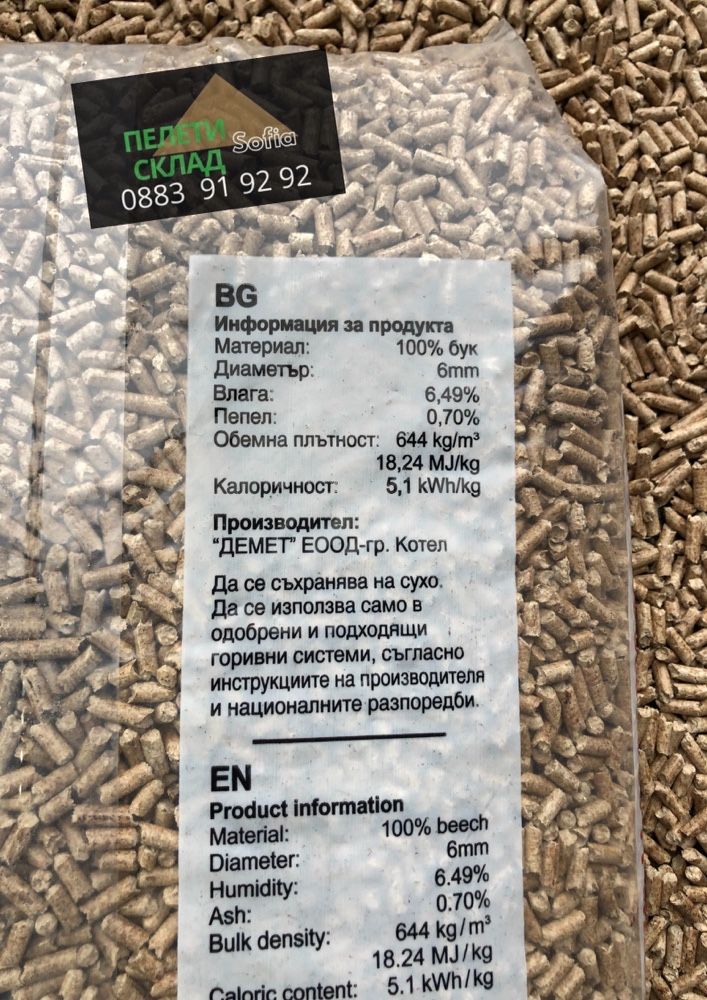 ПЕЛЕТИ
Sofia
СКЛАД
0883 91 92 92
BG
Информация за продукта
Материал: 100% бук
Диаметър: 6mm
Влага: 6,49%
Пепел: 0,70%
Обемна плътност: 644 kg/m³
18,24 MJ/kg
Калоричност: 5,1 kWh/kg
Производител:
“ДЕМЕТ” ЕООД-гр. Котел
Да се съхранява на сухо.
Да се използва само в
одобрени и подходящи
горивни системи, съгласно
инструкциите на производителя
и националните разпоредби.
EN
Product information
Material: 100% beech
Diameter: 6mm
Humidity: 6.49%
Ash: 0.70%
Bulk density: 644 kg/m³
18.24 MJ/kg
Caloric content: 5.1 kWh/kg